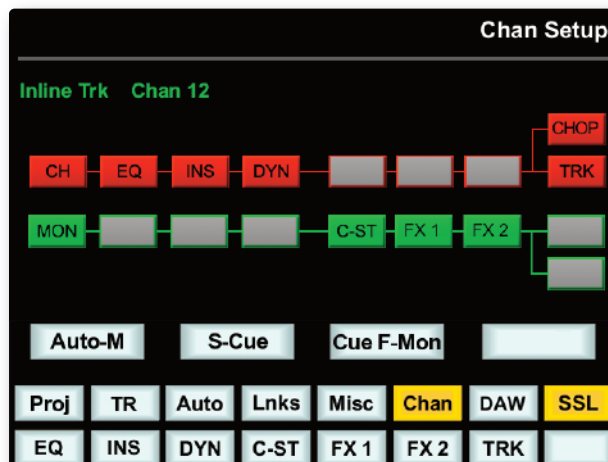 Chan Setup
Inline Trk Chan 12
CHOP
CH EQ INS DYN TRK
MON C-ST FX 1 FX 2
Auto-M S-Cue Cue F-Mon
Proj TR Auto Lnks Misc Chan DAW SSL
EQ INS DYN C-ST FX 1 FX 2 TRK